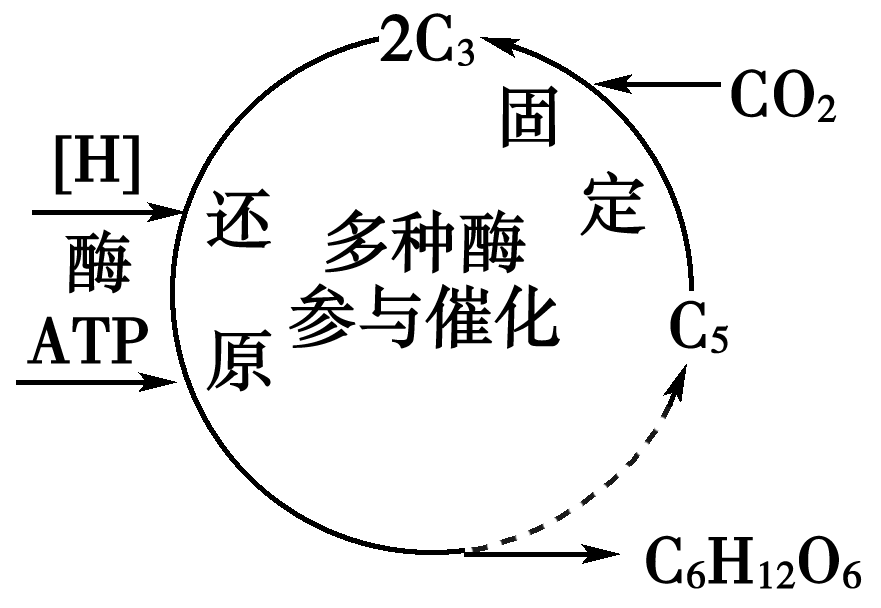 2C₃
CO₂
固
定
[H]
酶
ATP
还
原
多种酶
参与催化
C₅
C₆H₁₂O₆